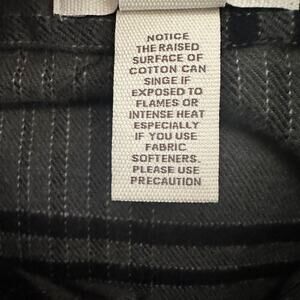 NOTICE
THE RAISED
SURFACE OF
COTTON CAN
SINGE IF
EXPOSED TO
FLAMES OR
INTENSE HEAT
ESPECIALLY
IF YOU USE
FABRIC
SOFTENERS.
PLEASE USE
PRECAUTION